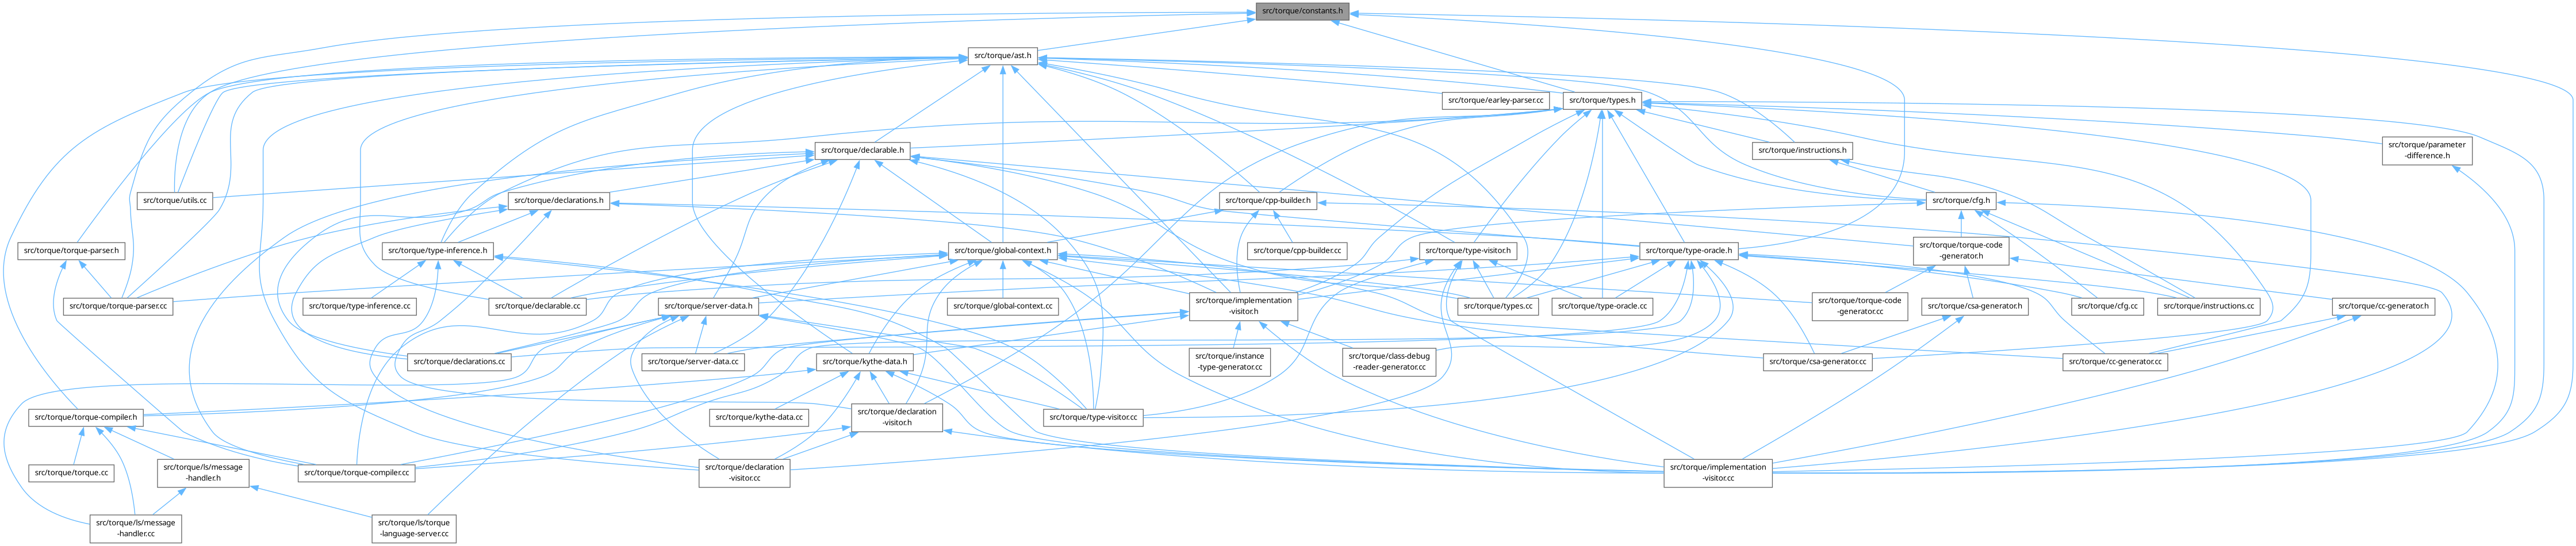 src/torque/constants.h
src/torque/ast.h
src/torque/earley-parser.cc
src/torque/types.h
src/torque/declarable.h
src/torque/instructions.h
src/torque/parameter
-difference.h
src/torque/utils.cc
src/torque/declarations.h
src/torque/cpp-builder.h
src/torque/cfg.h
src/torque/torque-parser.h
src/torque/type-inference.h
src/torque/global-context.h
src/torque/cpp-builder.cc
src/torque/type-visitor.h
src/torque/type-oracle.h
src/torque/torque-code
-generator.h
src/torque/torque-parser.cc
src/torque/type-inference.cc
src/torque/declarable.cc
src/torque/server-data.h
src/torque/global-context.cc
src/torque/implementation
-visitor.h
src/torque/types.cc
src/torque/type-oracle.cc
src/torque/torque-code
-generator.cc
src/torque/csa-generator.h
src/torque/cfg.cc
src/torque/instructions.cc
src/torque/cc-generator.h
src/torque/declarations.cc
src/torque/server-data.cc
src/torque/kythe-data.h
src/torque/instance
-type-generator.cc
src/torque/class-debug
-reader-generator.cc
src/torque/csa-generator.cc
src/torque/cc-generator.cc
src/torque/torque-compiler.h
src/torque/kythe-data.cc
src/torque/declaration
-visitor.h
src/torque/type-visitor.cc
src/torque/torque.cc
src/torque/ls/message
-handler.h
src/torque/torque-compiler.cc
src/torque/declaration
-visitor.cc
src/torque/implementation
-visitor.cc
src/torque/ls/message
-handler.cc
src/torque/ls/torque
-language-server.cc